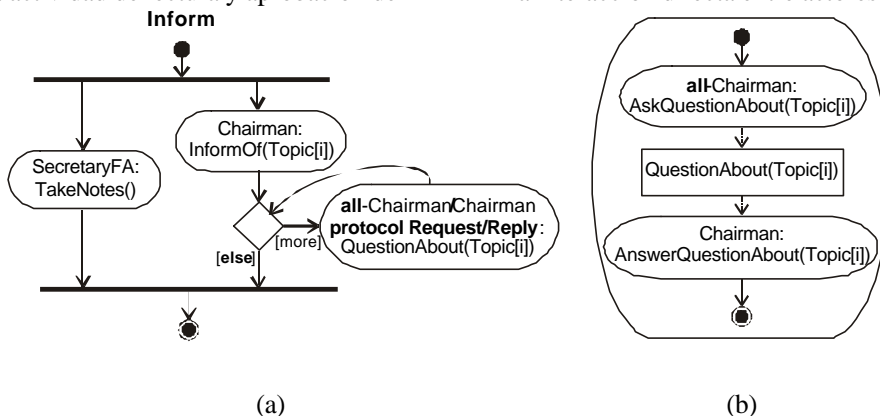 Inform
SecretaryFA:
TakeNotes()
Chairman:
InformOf(Topic[i])
all-Chairman/Chairman
protocol Request/Reply:
QuestionAbout(Topic[i])
[more]
[else]
(a)
all-Chairman:
AskQuestionAbout(Topic[i])
QuestionAbout(Topic[i])
Chairman:
AnswerQuestionAbout(Topic[i])
(b)